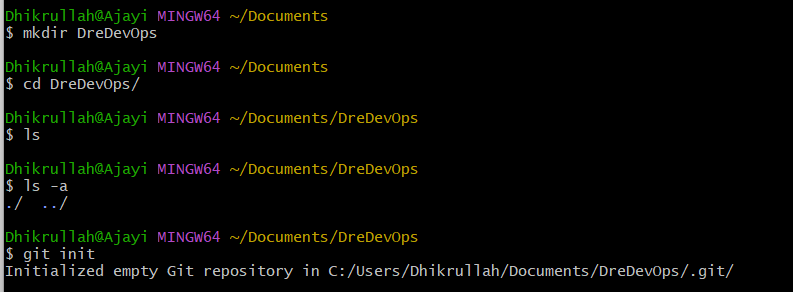 Dhikrullah@Ajayi MINGW64 ~/Documents
$ mkdir DreDevOps
Dhikrullah@Ajayi MINGW64 ~/Documents
$ cd DreDevOps/
Dhikrullah@Ajayi MINGW64 ~/Documents/DreDevOps
$ ls
Dhikrullah@Ajayi MINGW64 ~/Documents/DreDevOps
$ ls -a
./  ../
Dhikrullah@Ajayi MINGW64 ~/Documents/DreDevOps
$ git init
Initialized empty Git repository in C:/Users/Dhikrullah/Documents/DreDevOps/.git/